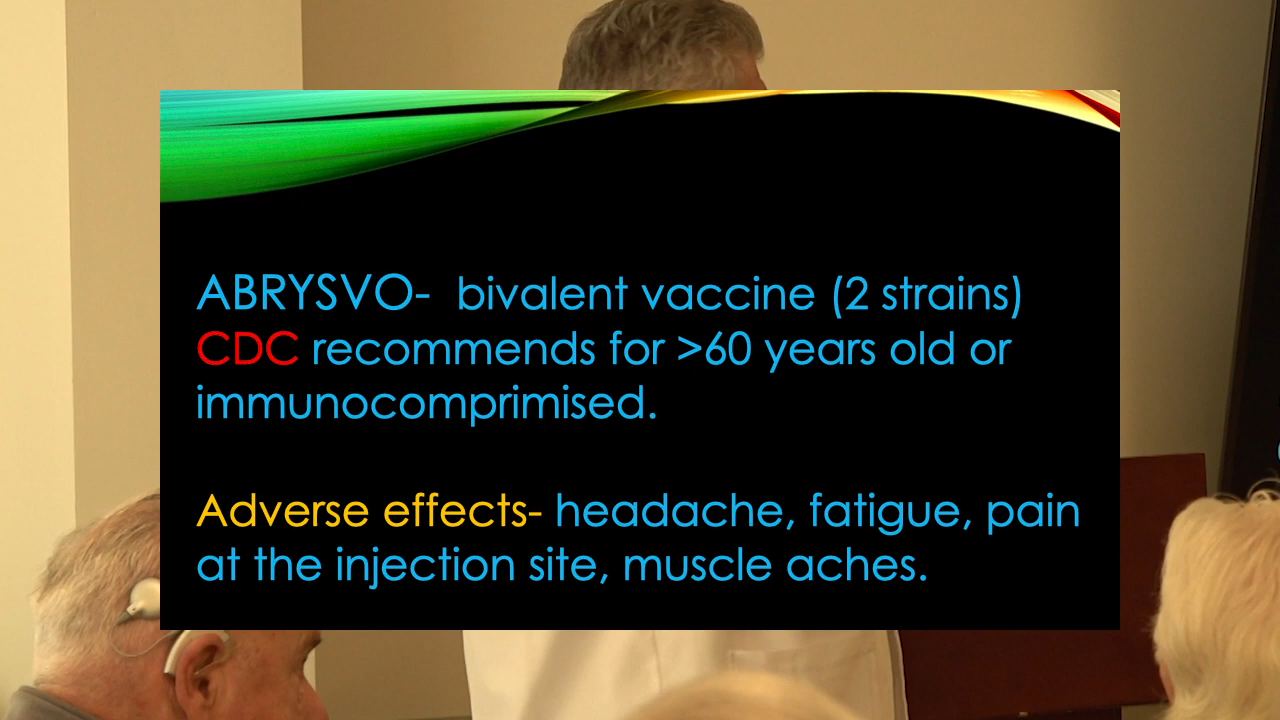 ABRYSVO- bivalent vaccine (2 strains)
CDC recommends for >60 years old or
immunocomprimised.
Adverse effects- headache, fatigue, pain
at the injection site, muscle aches.